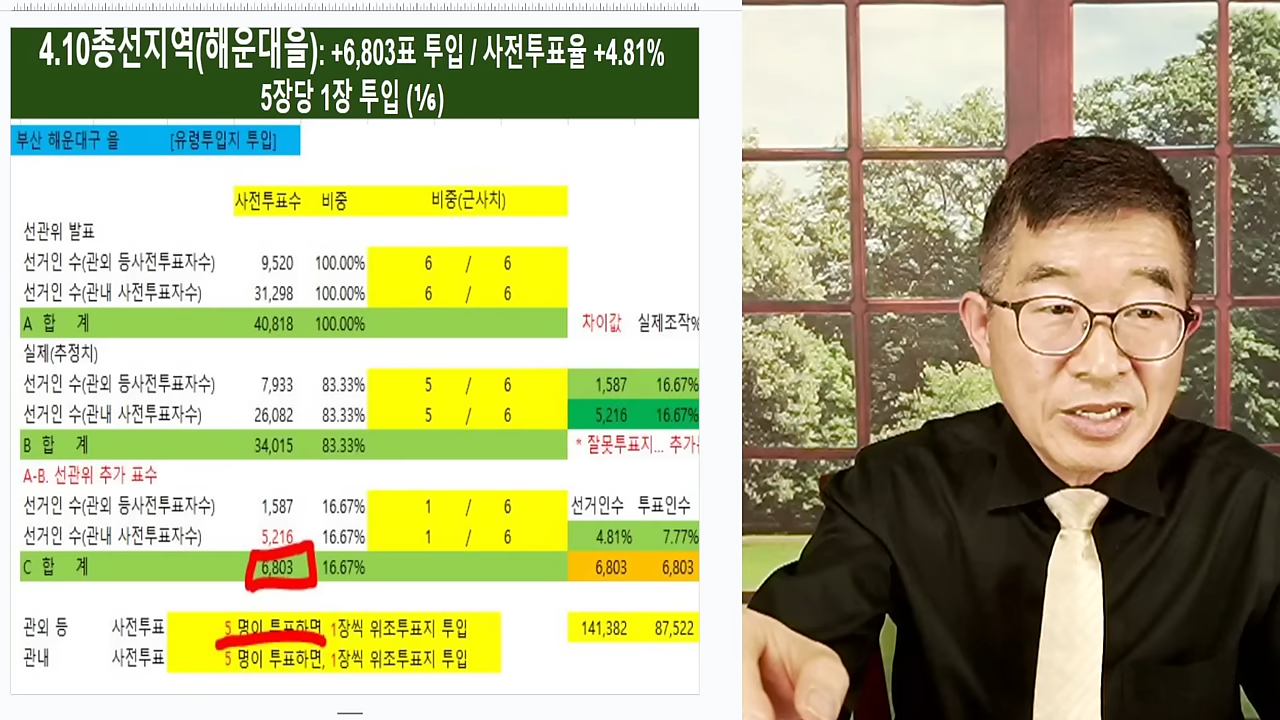 4.10총선지역(해운대을): +6,803표 투입 / 사전투표율 +4.81%
5장당 1장 투입 (⅙)
부산 해운대구 을 [유령투입지 투입]
사전투표수 비중 비중(근사치)
선관위 발표
선거인 수(관외 등사전투표자수) 9,520 100.00% 6 / 6
선거인 수(관내 사전투표자수) 31,298 100.00% 6 / 6
A 합 계 40,818 100.00% 차이값 실제조작%
실제(추정치)
선거인 수(관외 등사전투표자수) 7,933 83.33% 5 / 6 1,587 16.67%
선거인 수(관내 사전투표자수) 26,082 83.33% 5 / 6 5,216 16.67%
B 합 계 34,015 83.33% * 잘못투표지... 추가
A-B. 선관위 추가 표수
선거인 수(관외 등사전투표자수) 1,587 16.67% 1 / 6 선거인수 투표인수
선거인 수(관내 사전투표자수) 5,216 16.67% 1 / 6 4.81% 7.77%
C 합 계 6,803 16.67% 6,803 6,803
관외 등 사전투표 5 명이 투표하면, 1장씩 위조투표지 투입 141,382 87,522
관내 사전투표 5 명이 투표하면, 1장씩 위조투표지 투입